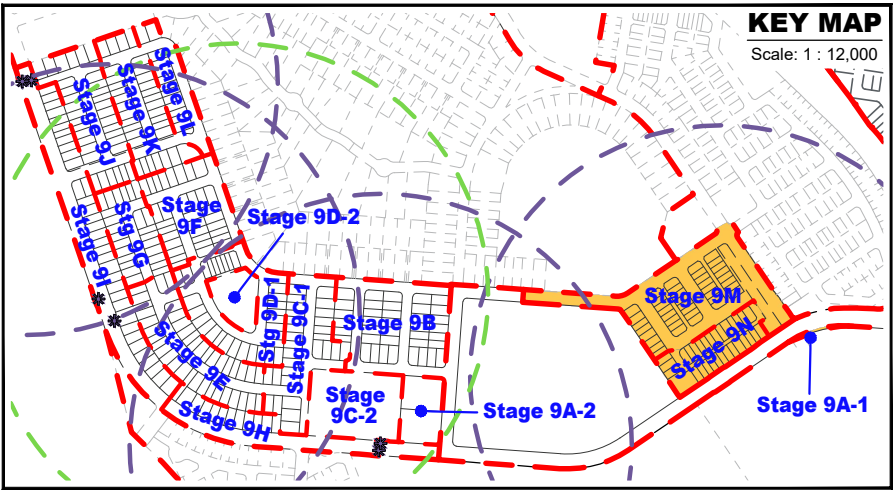 KEY MAP
Scale: 1 : 12,000
Stage 9L
Stage 9K
Stage 9J
Stage
9F
Stage 9D-2
Stg 9G
Stage 9I
Stage 9M
Stg 9D-1
Stage 9C-1
Stage 9B
Stage 9N
Stage 9E
Stage
9C-2
Stage 9A-2
Stage 9A-1
Stage 9H